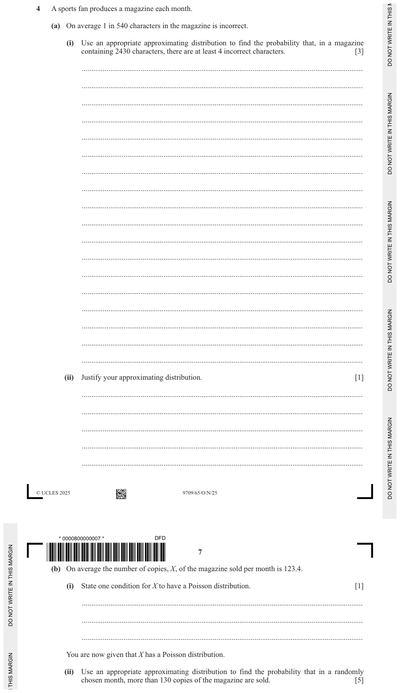 4 A sports fan produces a magazine each month.
(a) On average 1 in 540 characters in the magazine is incorrect.
(i) Use an appropriate approximating distribution to find the probability that, in a magazine
containing 2430 characters, there are at least 4 incorrect characters. [3]
(ii) Justify your approximating distribution. [1]
© UCLES 2025 9709/65/O/N/25
DO NOT WRITE IN THIS MARGIN
DO NOT WRITE IN THIS MARGIN
DO NOT WRITE IN THIS MARGIN
DO NOT WRITE IN THIS MARGIN
DO NOT WRITE IN THIS MARGIN
* 0000800000007 * DFD
7
(b) On average the number of copies, X, of the magazine sold per month is 123.4.
(i) State one condition for X to have a Poisson distribution. [1]
You are now given that X has a Poisson distribution.
(ii) Use an appropriate approximating distribution to find the probability that in a randomly
chosen month, more than 130 copies of the magazine are sold. [5]
DO NOT WRITE IN THIS MARGIN
THIS MARGIN